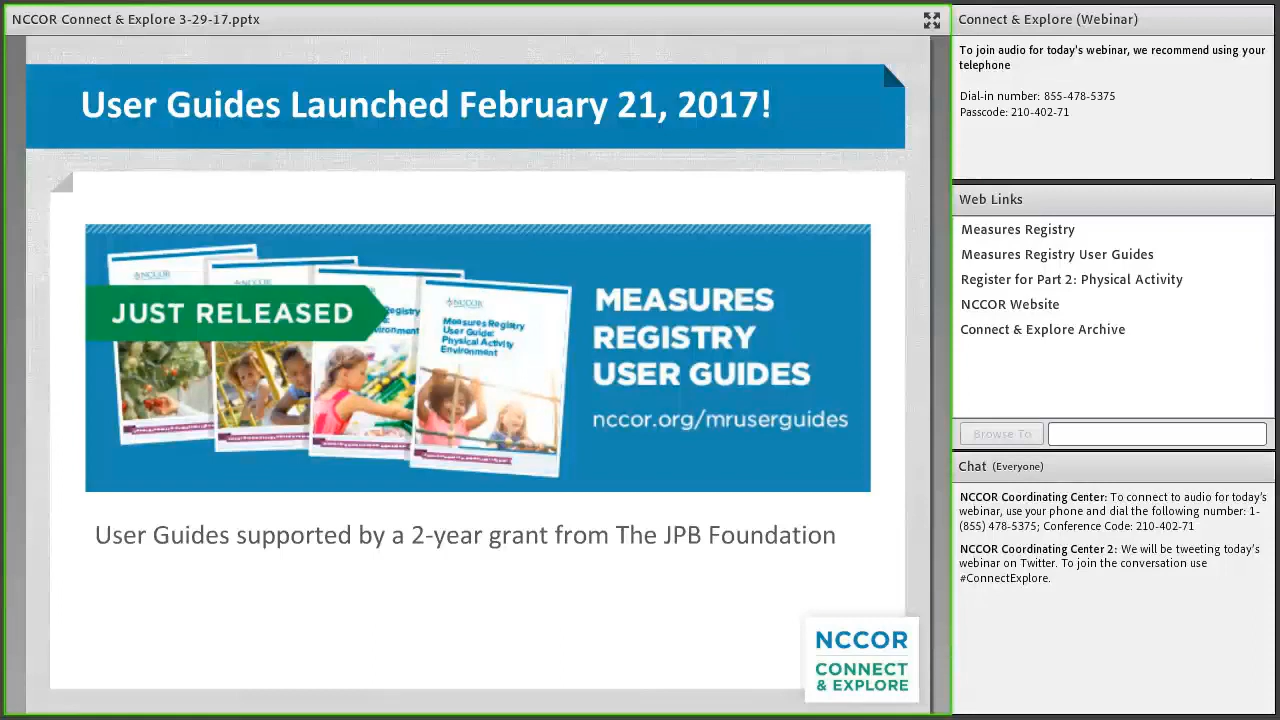 NCCOR Connect & Explore 3-29-17.pptx
User Guides Launched February 21, 2017!
JUST RELEASED
NCCOR
NCCOR
Measures Registry
User Guide:
Physical Activity
Environment
MEASURES
REGISTRY
USER GUIDES
nccor.org/mruserguides
User Guides supported by a 2-year grant from The JPB Foundation
NCCOR
CONNECT
& EXPLORE
Connect & Explore (Webinar)
To join audio for today's webinar, we recommend using your
telephone
Dial-in number: 855-478-5375
Passcode: 210-402-71
Web Links
Measures Registry
Measures Registry User Guides
Register for Part 2: Physical Activity
NCCOR Website
Connect & Explore Archive
Browse To
Chat (Everyone)
NCCOR Coordinating Center: To connect to audio for today's
webinar, use your phone and dial the following number: 1-
(855) 478-5375; Conference Code: 210-402-71
NCCOR Coordinating Center 2: We will be tweeting today's
webinar on Twitter. To join the conversation use
#ConnectExplore.